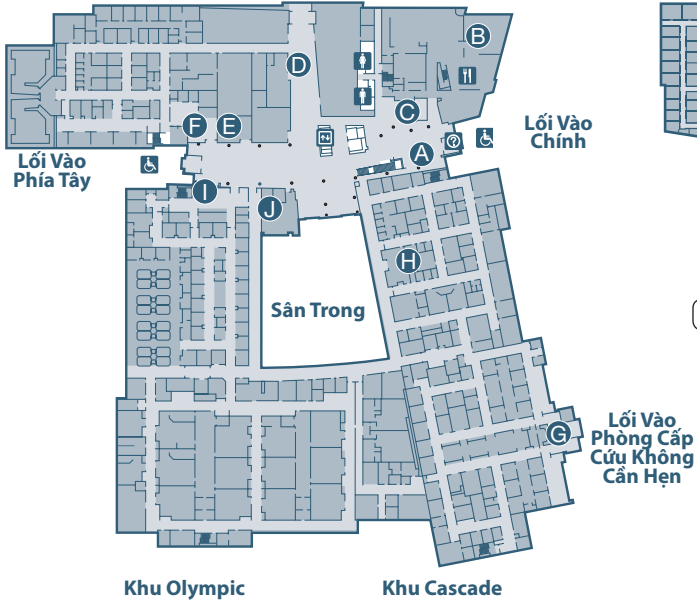 B
D
C
Lối Vào
Chính
F
E
?
A
Lối Vào
Phía Tây
I
J
H
Sân Trong
G
Lối Vào
Phòng Cấp
Cứu Không
Cần Hẹn
Khu Olympic
Khu Cascade